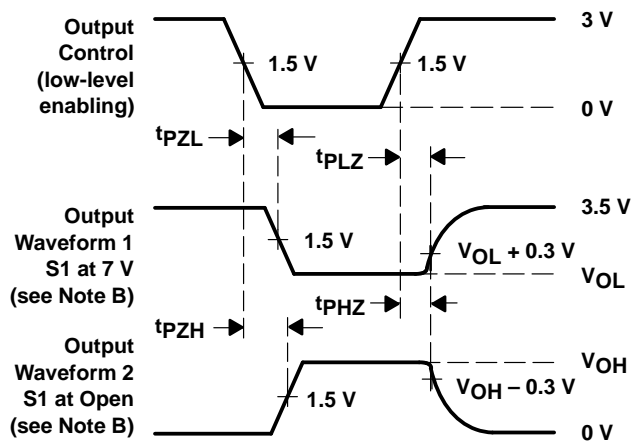 Output
Control
(low-level
enabling)
3 V
1.5 V
1.5 V
0 V
tPZL
tPLZ
Output
Waveform 1
S1 at 7 V
(see Note B)
3.5 V
1.5 V
VOL + 0.3 V
VOL
tPHZ
tPZH
Output
Waveform 2
S1 at Open
(see Note B)
VOH
1.5 V
VOH – 0.3 V
0 V